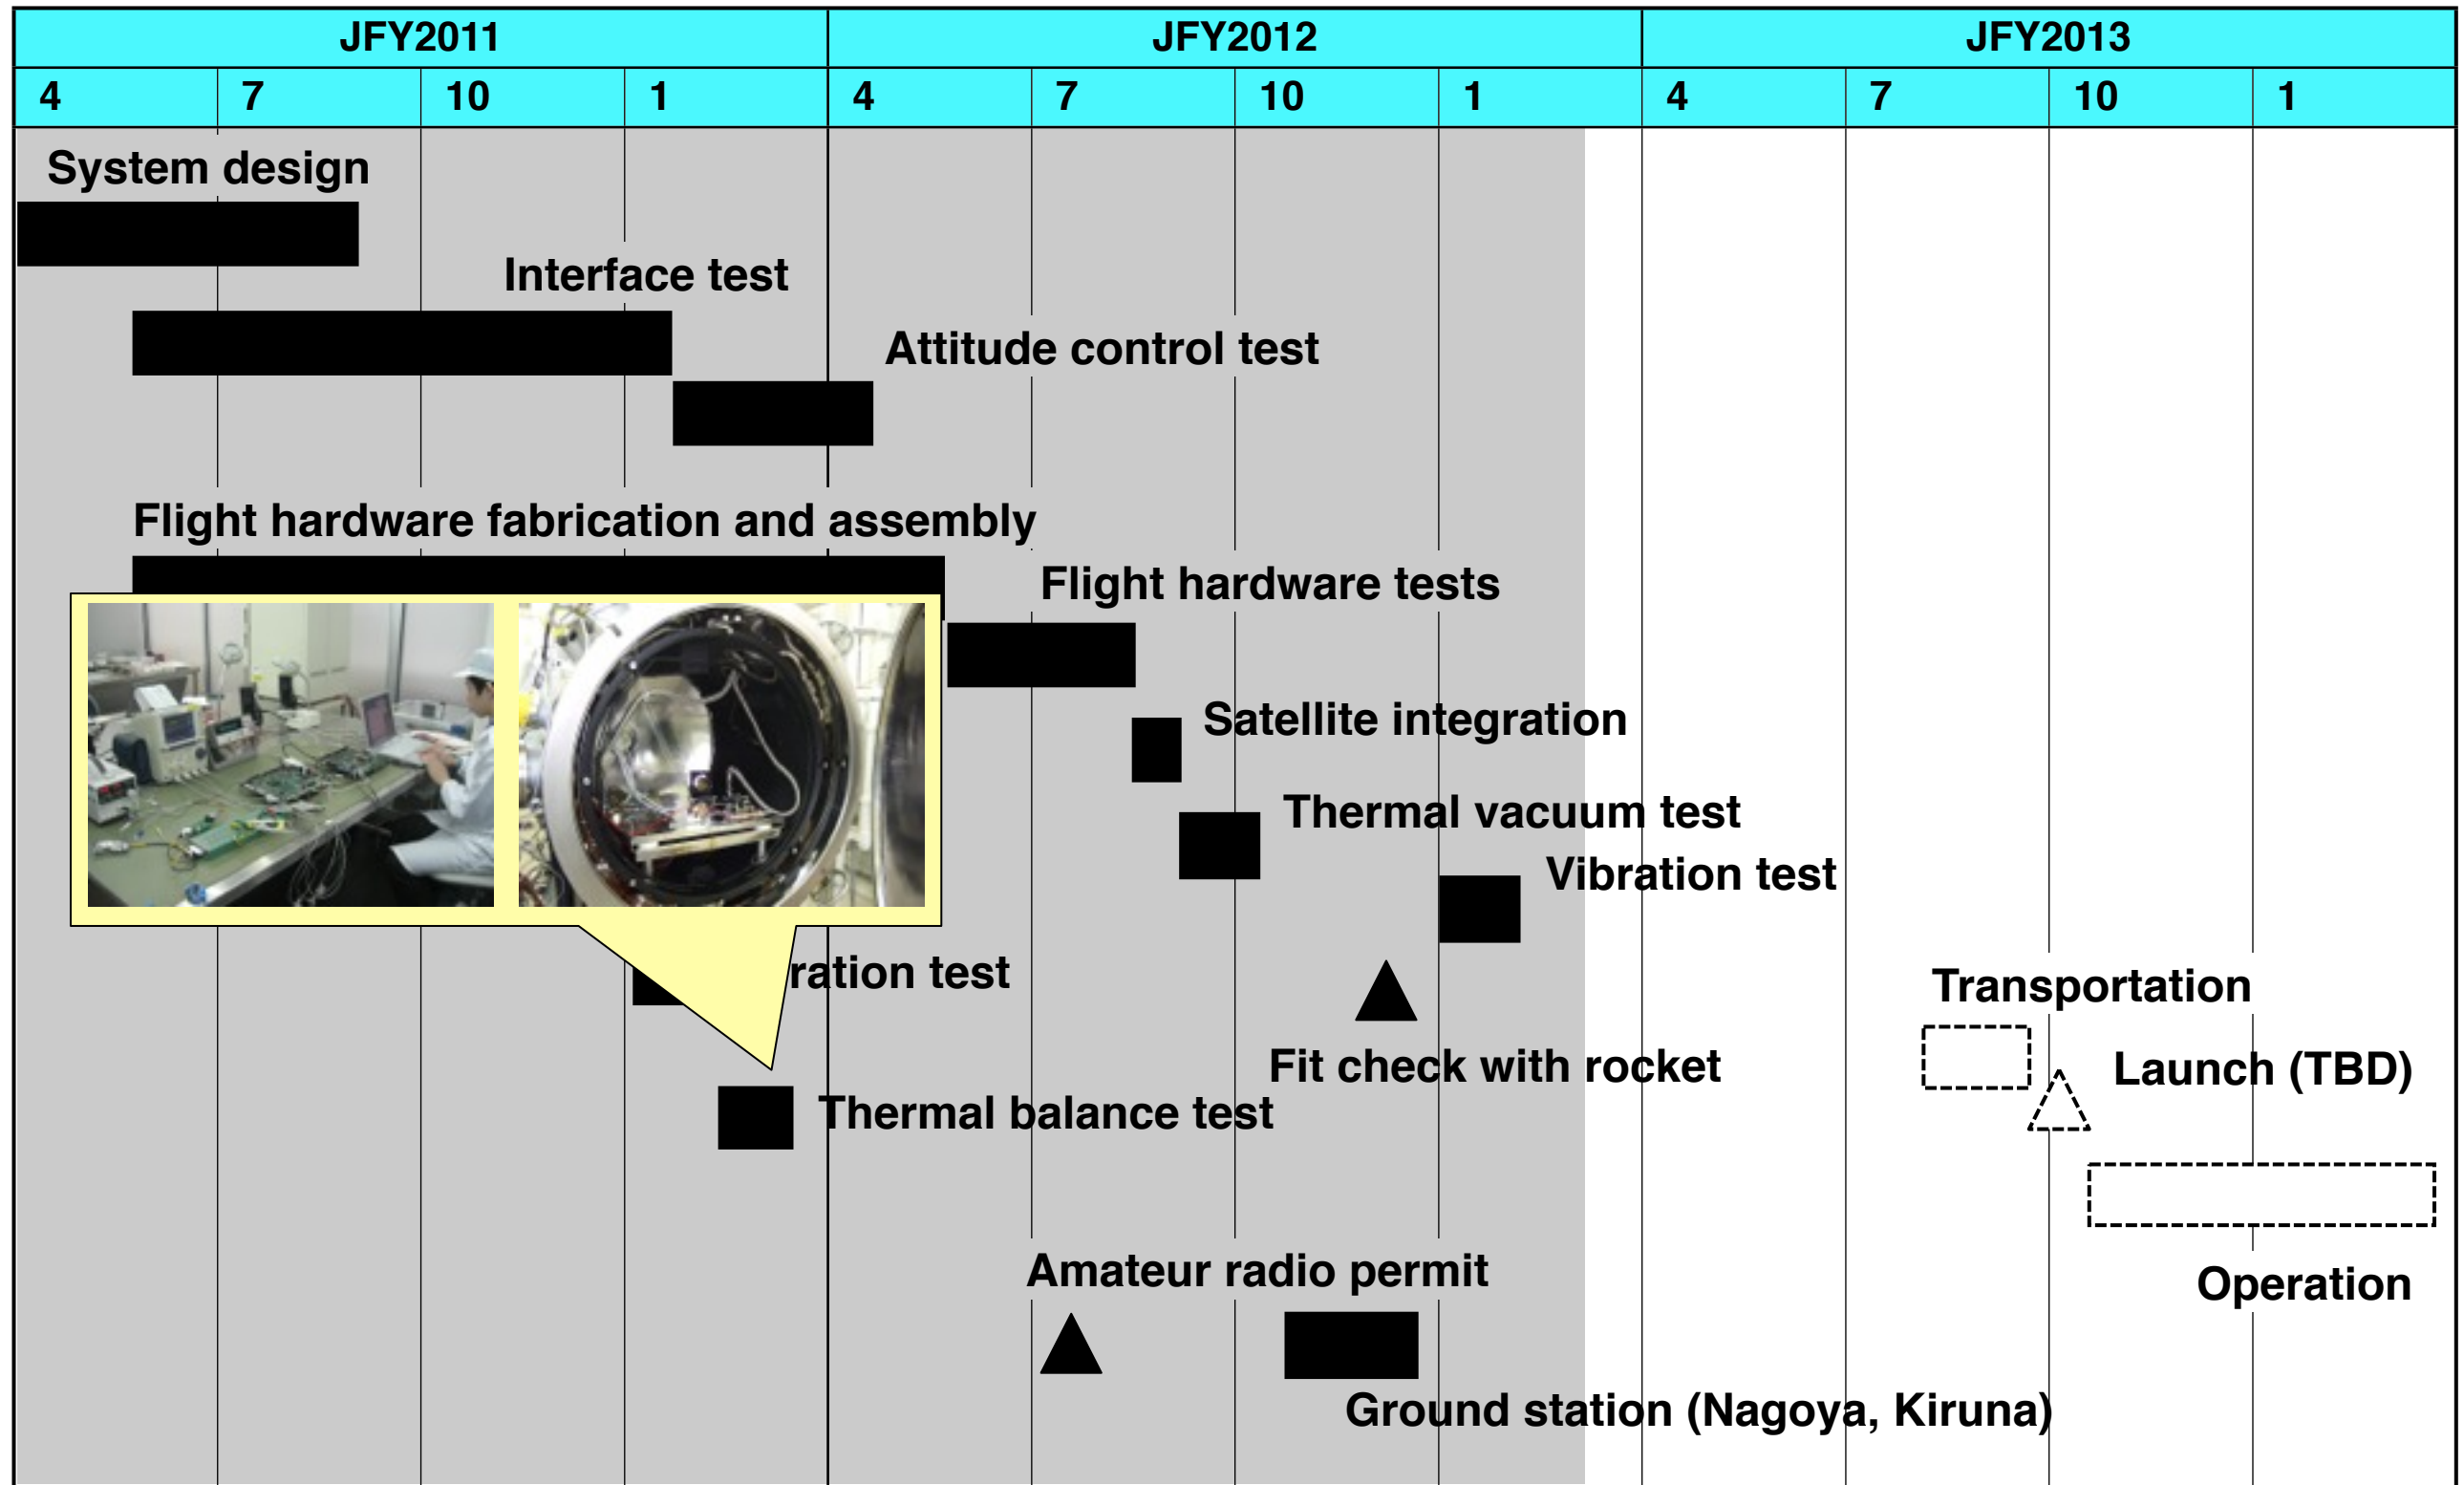 JFY2011 JFY2012 JFY2013
4 7 10 1 4 7 10 1 4 7 10 1
System design
Interface test
Attitude control test
Flight hardware fabrication and assembly
Flight hardware tests
Satellite integration
Thermal vacuum test
Vibration test
ration test
Transportation
Fit check with rocket
Launch (TBD)
Thermal balance test
Amateur radio permit
Operation
Ground station (Nagoya, Kiruna)